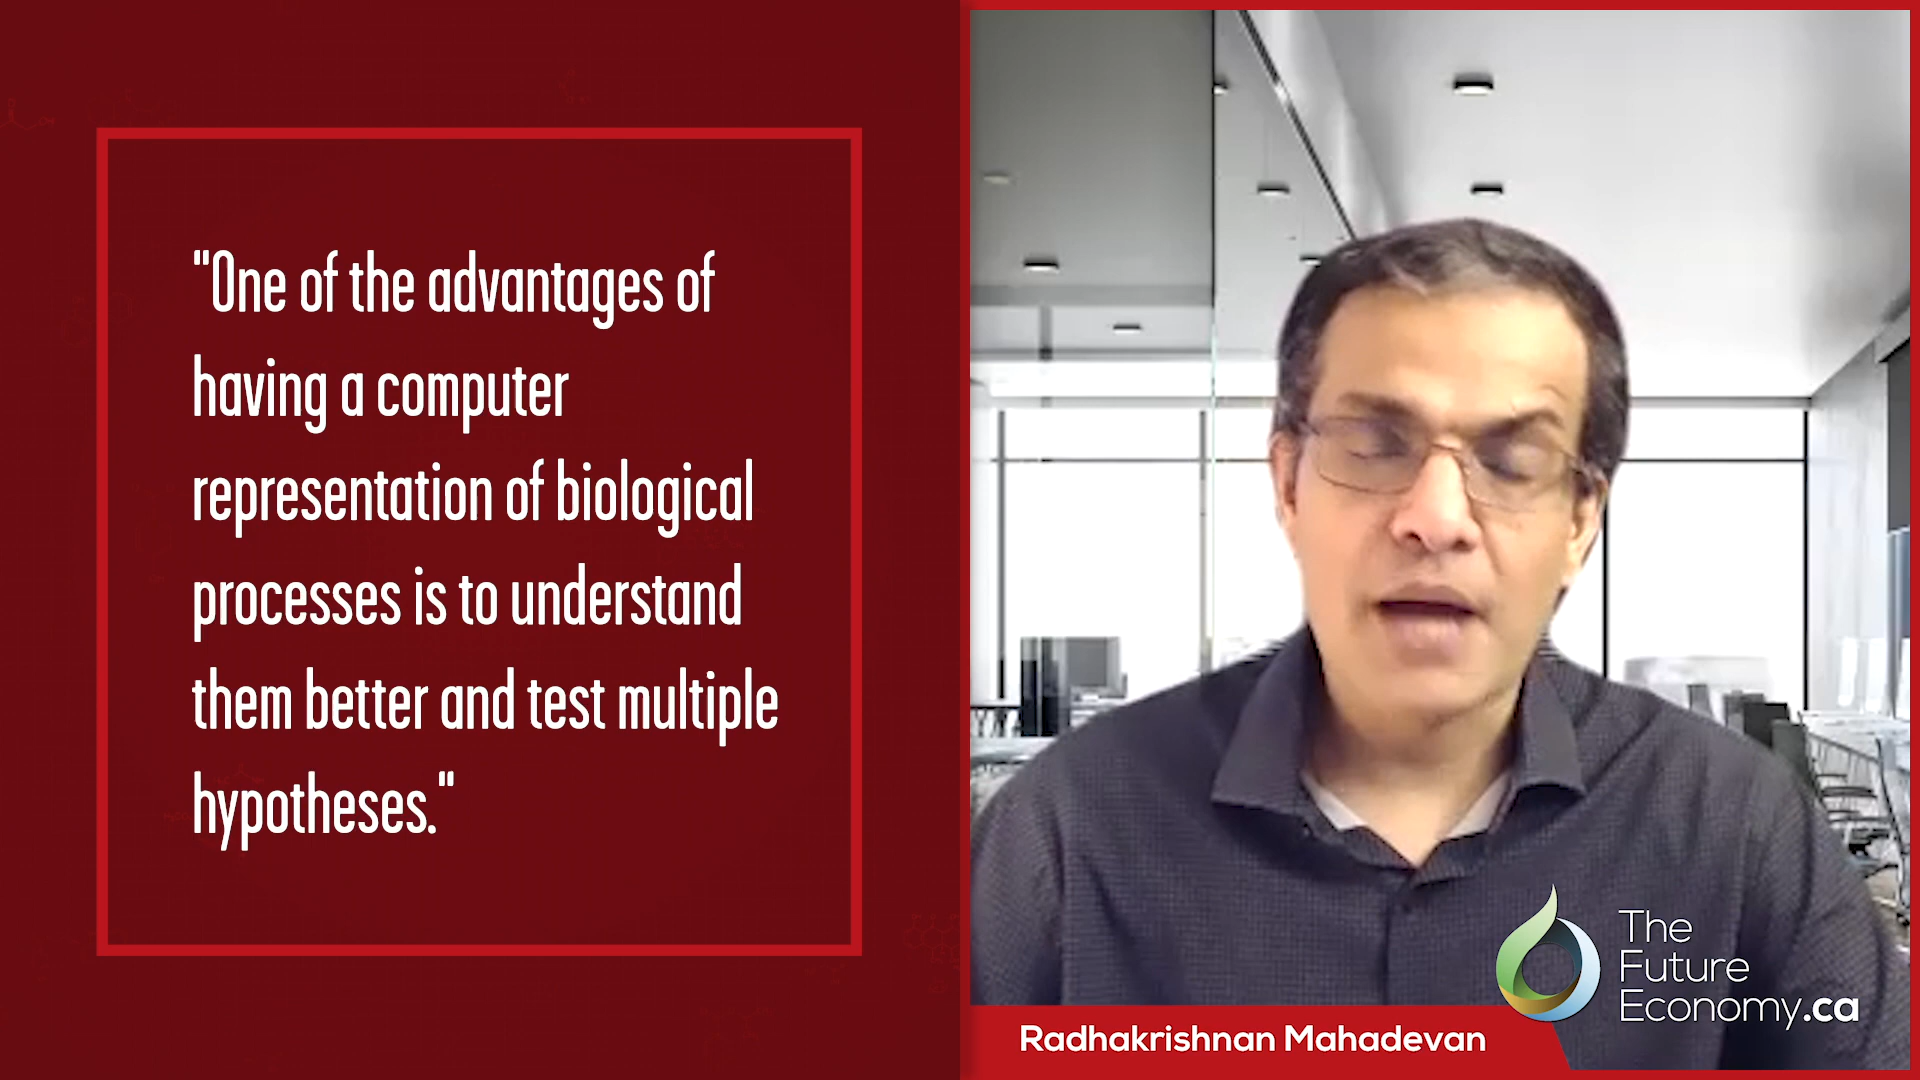 "One of the advantages of
having a computer
representation of biological
processes is to understand
them better and test multiple
hypotheses."
Radhakrishnan Mahadevan
The
Future
Economy.ca